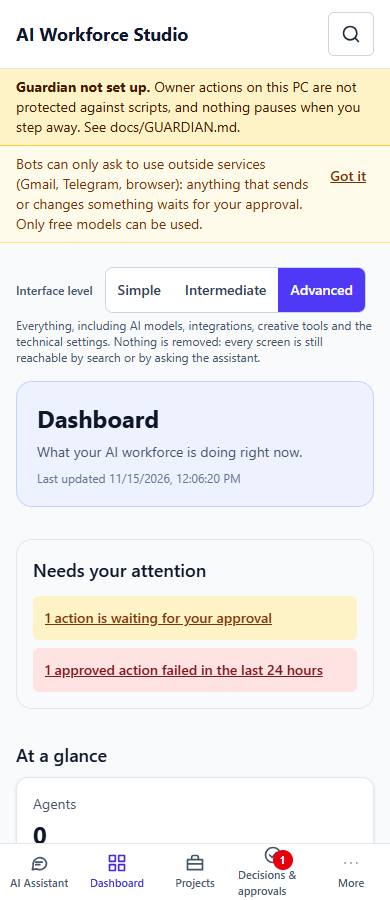 AI Workforce Studio
Guardian not set up. Owner actions on this PC are not
protected against scripts, and nothing pauses when you
step away. See docs/GUARDIAN.md.
Bots can only ask to use outside services
(Gmail, Telegram, browser): anything that sends
or changes something waits for your approval.
Only free models can be used.
Got it
Interface level
Simple
Intermediate
Advanced
Everything, including AI models, integrations, creative tools and the
technical settings. Nothing is removed: every screen is still
reachable by search or by asking the assistant.
Dashboard
What your AI workforce is doing right now.
Last updated 11/15/2026, 12:06:20 PM
Needs your attention
1 action is waiting for your approval
1 approved action failed in the last 24 hours
At a glance
Agents
0
AI Assistant
Dashboard
Projects
1
Decisions &
approvals
More